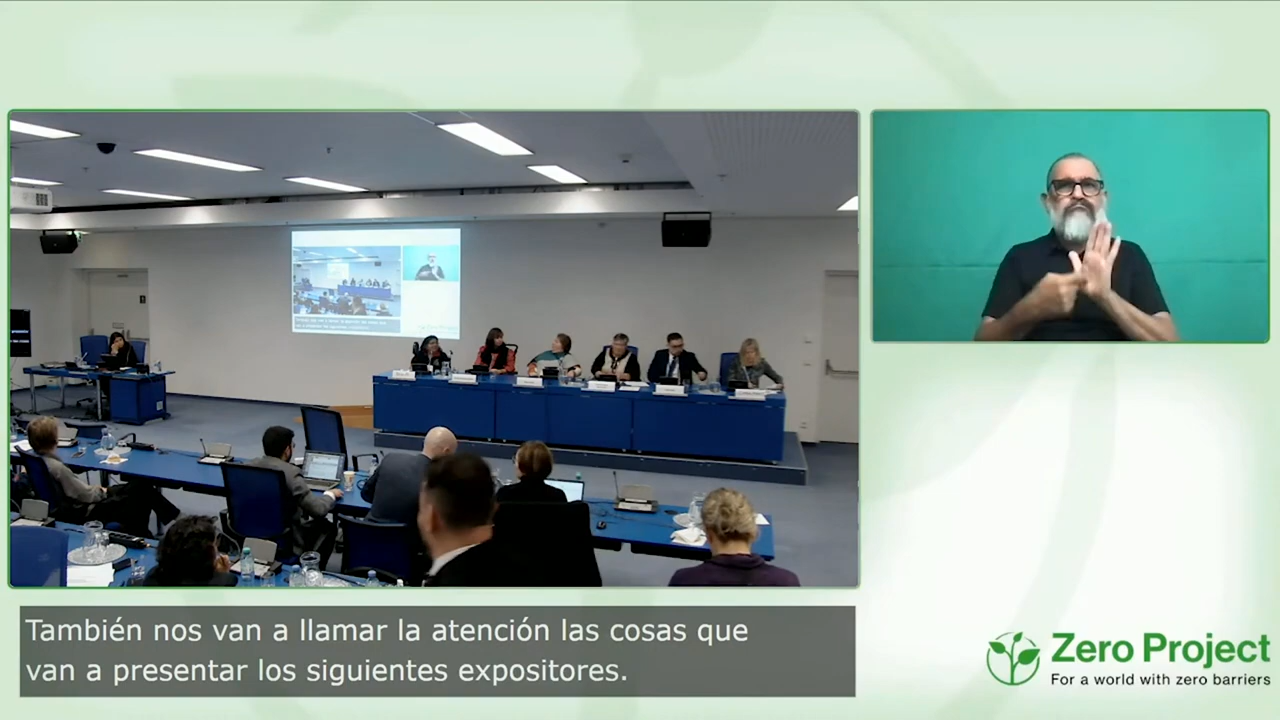 También nos van a llamar la atención las cosas que
van a presentar los siguientes expositores.
Zero Project
For a world with zero barriers